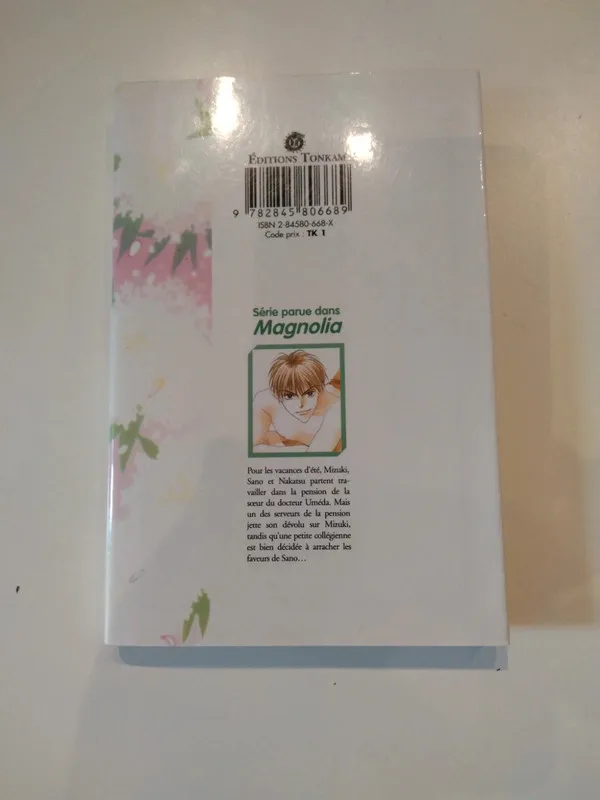 ÉDITIONS TONKAM
9 782845 806689
ISBN 2-84580-668-X
Code prix : TK 1
Série parue dans
Magnolia
Pour les vacances d'été, Mizuki,
Sano et Nakatsu partent tra-
vailler dans la pension de la
sœur du docteur Uméda. Mais
un des serveurs de la pension
jette son dévolu sur Mizuki,
tandis qu'une petite collégienne
est bien décidée à arracher les
faveurs de Sano…